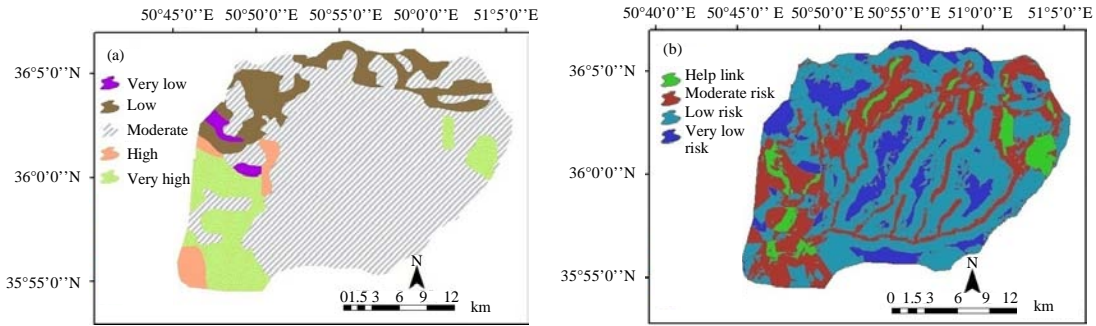 50°45'0''E 50°50'0''E 51°0'0''E 51°5'0''E
(a)
36°5'0''N
36°0'0''N
35°55'0''N
Very low
Low
Moderate
High
Very high
N
01.5 3 6 9 12
km
50°40'0''E 50°45'0''E 50°50'0''E 50°55'0''E 51°0'0''E 51°5'0''E
(b)
36°5'0''N
36°0'0''N
35°55'0''N
Help link
Moderate risk
Low risk
Very low
risk
N
0 1.5 3 6 9 12
km